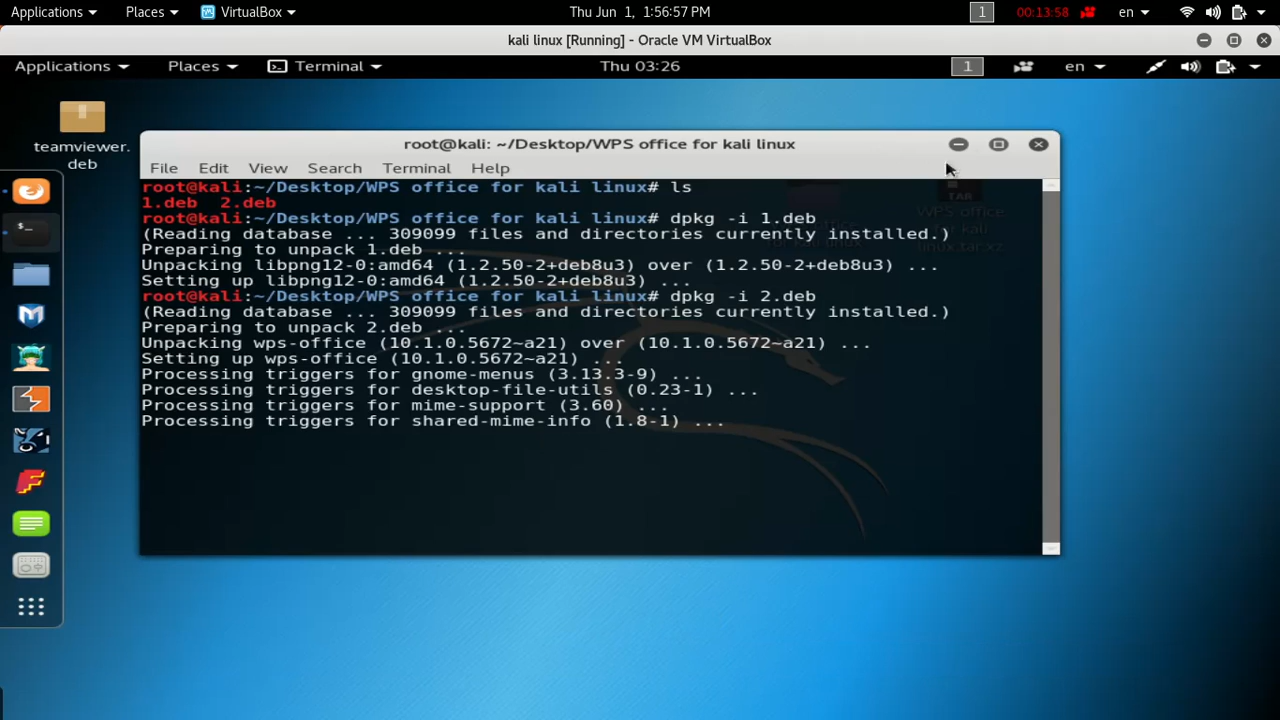 Applications Places VirtualBox Thu Jun 1, 1:56:57 PM 1 00:13:58 en
kali linux [Running] - Oracle VM VirtualBox
Applications Places Terminal Thu 03:26 1 en
teamviewer.
deb
root@kali: ~/Desktop/WPS office for kali linux
File Edit View Search Terminal Help
root@kali:~/Desktop/WPS office for kali linux# ls
1.deb 2.deb
root@kali:~/Desktop/WPS office for kali linux# dpkg -i 1.deb
(Reading database ... 309099 files and directories currently installed.)
Preparing to unpack 1.deb ...
Unpacking libpng12-0:amd64 (1.2.50-2+deb8u3) over (1.2.50-2+deb8u3) ...
Setting up libpng12-0:amd64 (1.2.50-2+deb8u3) ...
root@kali:~/Desktop/WPS office for kali linux# dpkg -i 2.deb
(Reading database ... 309099 files and directories currently installed.)
Preparing to unpack 2.deb ...
Unpacking wps-office (10.1.0.5672~a21) over (10.1.0.5672~a21) ...
Setting up wps-office (10.1.0.5672~a21) ...
Processing triggers for gnome-menus (3.13.3-9) ...
Processing triggers for desktop-file-utils (0.23-1) ...
Processing triggers for mime-support (3.60) ...
Processing triggers for shared-mime-info (1.8-1) ...
TAR
WPS office
for kali
linux.tar.xz